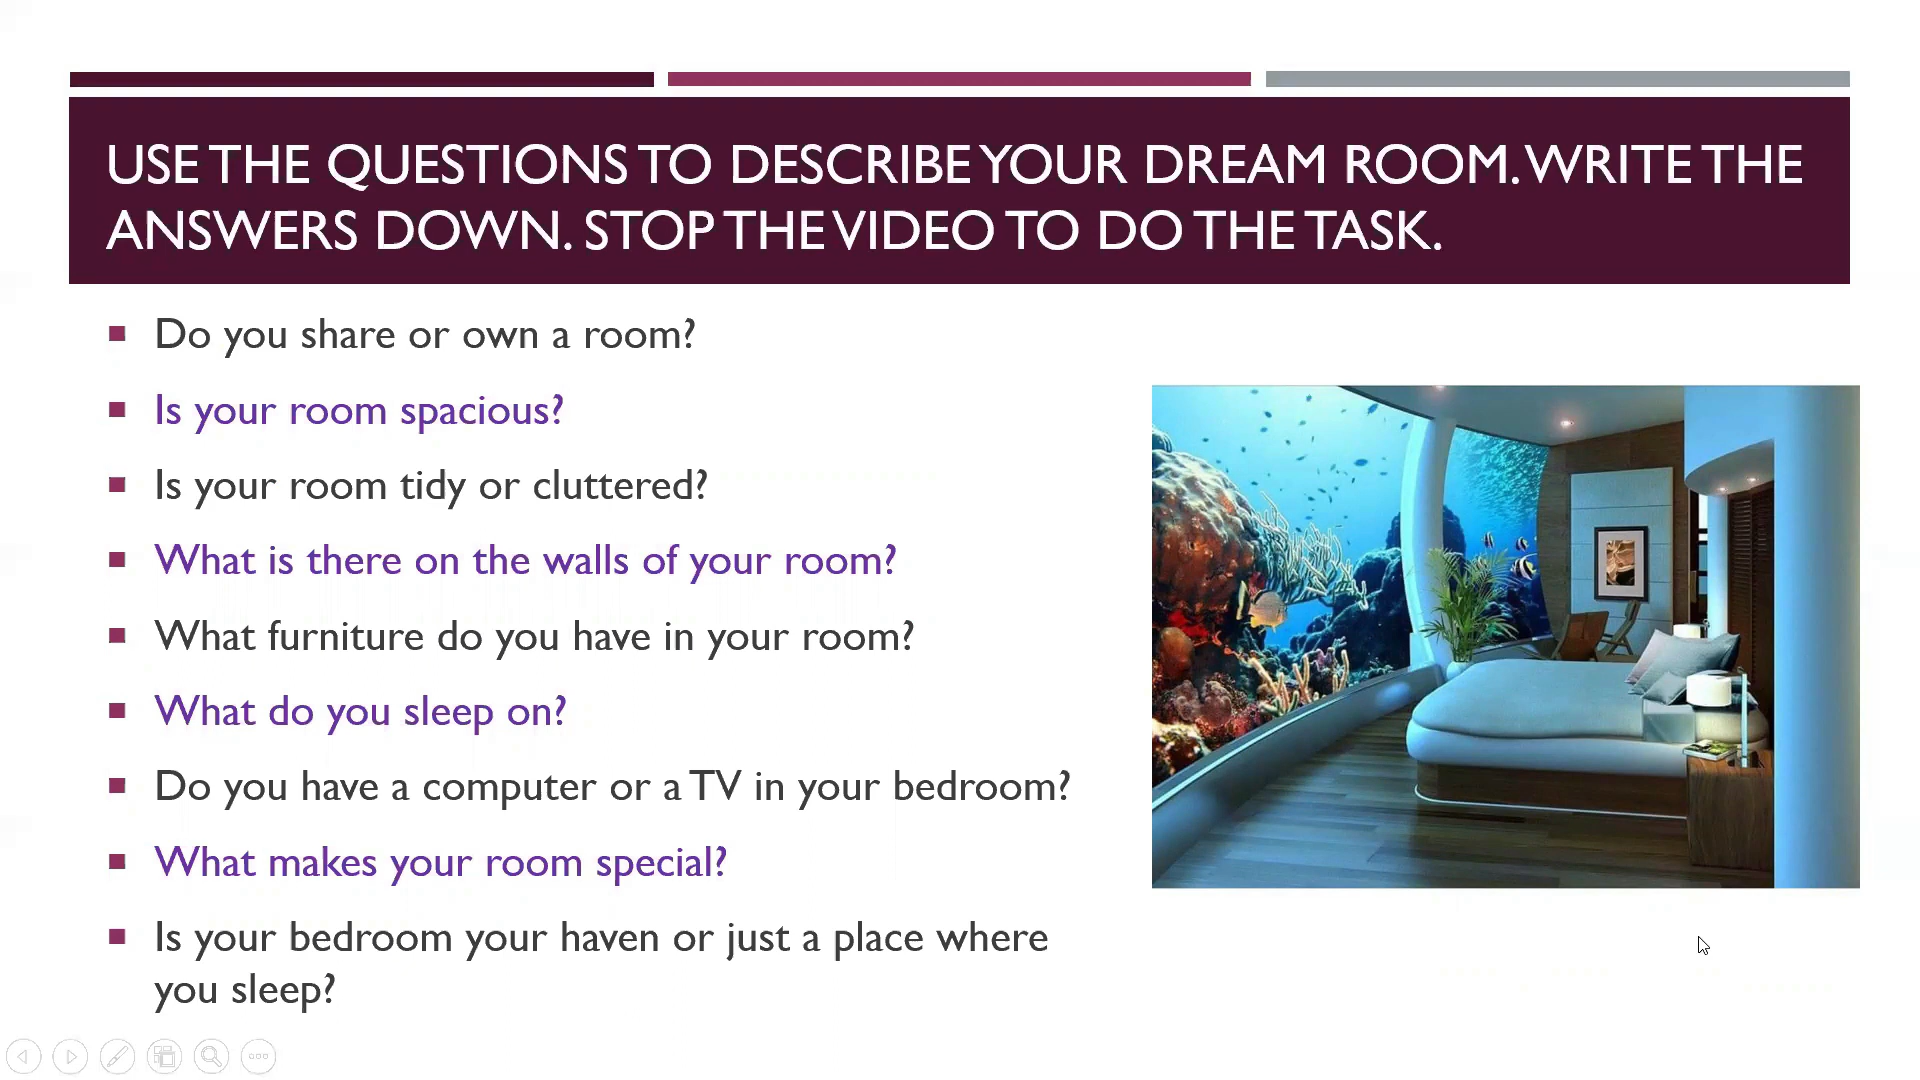 USE THE QUESTIONS TO DESCRIBE YOUR DREAM ROOM. WRITE THE
ANSWERS DOWN. STOP THE VIDEO TO DO THE TASK.
Do you share or own a room?
Is your room spacious?
Is your room tidy or cluttered?
What is there on the walls of your room?
What furniture do you have in your room?
What do you sleep on?
Do you have a computer or a TV in your bedroom?
What makes your room special?
Is your bedroom your haven or just a place where
you sleep?